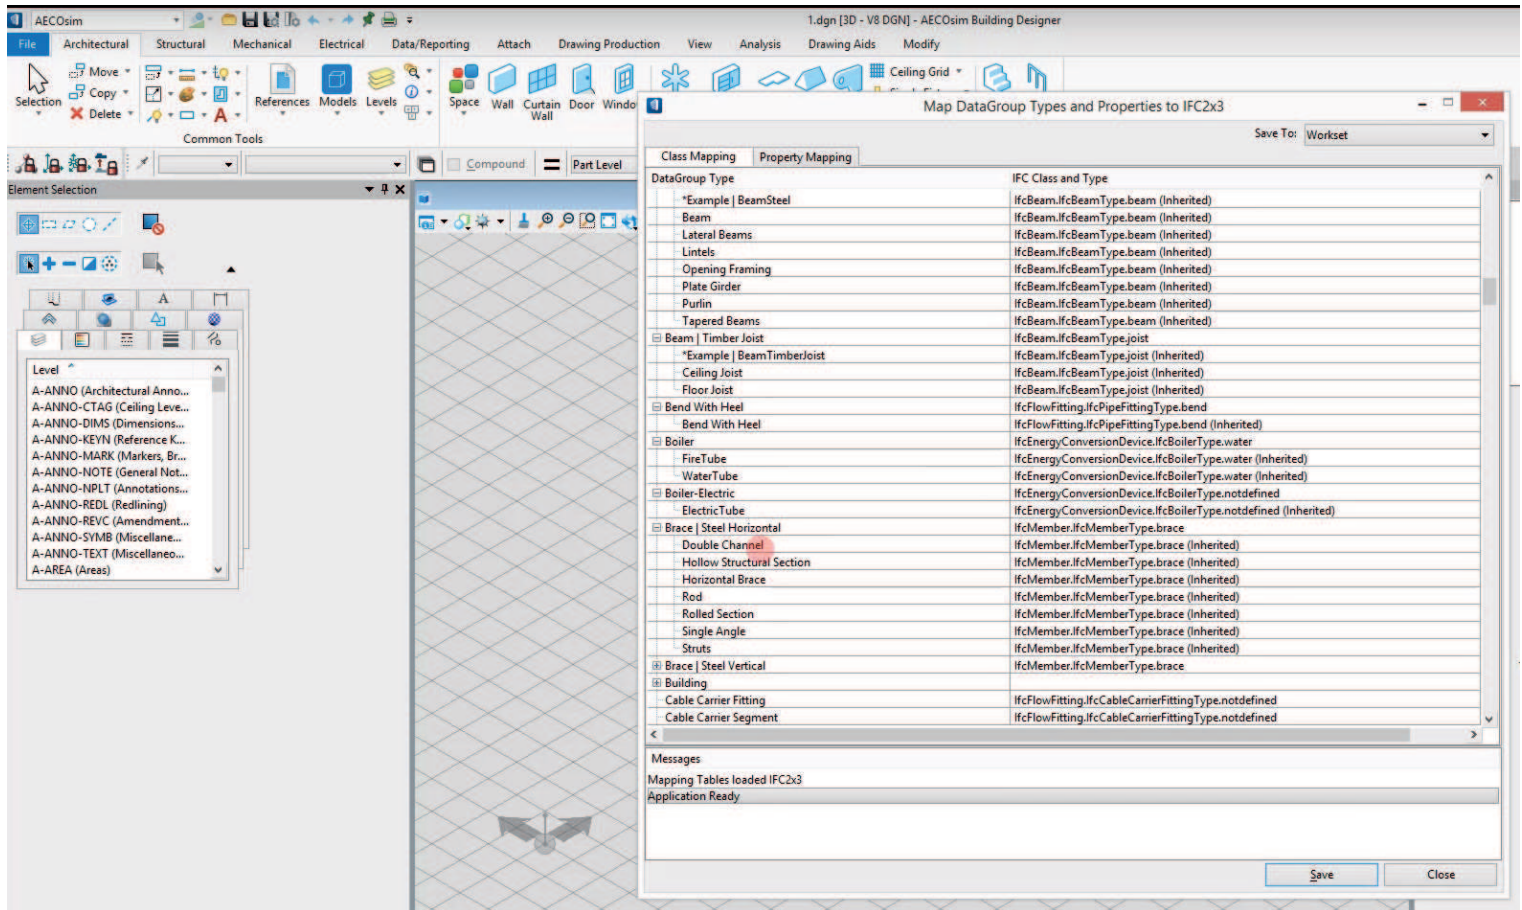 AECOsim
1.dgn [3D - V8 DGN] - AECOsim Building Designer
File Architectural Structural Mechanical Electrical Data/Reporting Attach Drawing Production View Analysis Drawing Aids Modify
Move
Copy
Delete
Selection
References Models Levels
Space Wall Curtain Wall Door
Ceiling Grid
Common Tools
Compound
Part Level
Element Selection
Level
A-ANNO (Architectural Anno...
A-ANNO-CTAG (Ceiling Leve...
A-ANNO-DIMS (Dimensions...
A-ANNO-KEYN (Reference K...
A-ANNO-MARK (Markers, Br...
A-ANNO-NOTE (General Not...
A-ANNO-NPLT (Annotations...
A-ANNO-REDL (Redlining)
A-ANNO-REVC (Amendment...
A-ANNO-SYMB (Miscellane...
A-ANNO-TEXT (Miscellaneo...
A-AREA (Areas)
Map DataGroup Types and Properties to IFC2x3
Save To: Workset
Class Mapping Property Mapping
DataGroup Type IFC Class and Type
*Example | BeamSteel IfcBeam.IfcBeamType.beam (Inherited)
Beam IfcBeam.IfcBeamType.beam (Inherited)
Lateral Beams IfcBeam.IfcBeamType.beam (Inherited)
Lintels IfcBeam.IfcBeamType.beam (Inherited)
Opening Framing IfcBeam.IfcBeamType.beam (Inherited)
Plate Girder IfcBeam.IfcBeamType.beam (Inherited)
Purlin IfcBeam.IfcBeamType.beam (Inherited)
Tapered Beams IfcBeam.IfcBeamType.beam (Inherited)
Beam | Timber Joist IfcBeam.IfcBeamType.joist
*Example | BeamTimberJoist IfcBeam.IfcBeamType.joist (Inherited)
Ceiling Joist IfcBeam.IfcBeamType.joist (Inherited)
Floor Joist IfcBeam.IfcBeamType.joist (Inherited)
Bend With Heel IfcFlowFitting.IfcPipeFittingType.bend
Bend With Heel IfcFlowFitting.IfcPipeFittingType.bend (Inherited)
Boiler IfcEnergyConversionDevice.IfcBoilerType.water
FireTube IfcEnergyConversionDevice.IfcBoilerType.water (Inherited)
WaterTube IfcEnergyConversionDevice.IfcBoilerType.water (Inherited)
Boiler-Electric IfcEnergyConversionDevice.IfcBoilerType.notdefined
ElectricTube IfcEnergyConversionDevice.IfcBoilerType.notdefined (Inherited)
Brace | Steel Horizontal IfcMember.IfcMemberType.brace
Double Channel IfcMember.IfcMemberType.brace (Inherited)
Hollow Structural Section IfcMember.IfcMemberType.brace (Inherited)
Horizontal Brace IfcMember.IfcMemberType.brace (Inherited)
Rod IfcMember.IfcMemberType.brace (Inherited)
Rolled Section IfcMember.IfcMemberType.brace (Inherited)
Single Angle IfcMember.IfcMemberType.brace (Inherited)
Struts IfcMember.IfcMemberType.brace (Inherited)
Brace | Steel Vertical IfcMember.IfcMemberType.brace
Building
Cable Carrier Fitting IfcFlowFitting.IfcCableCarrierFittingType.notdefined
Cable Carrier Segment IfcFlowFitting.IfcCableCarrierFittingType.notdefined
Messages
Mapping Tables loaded IFC2x3
Application Ready
Save Close